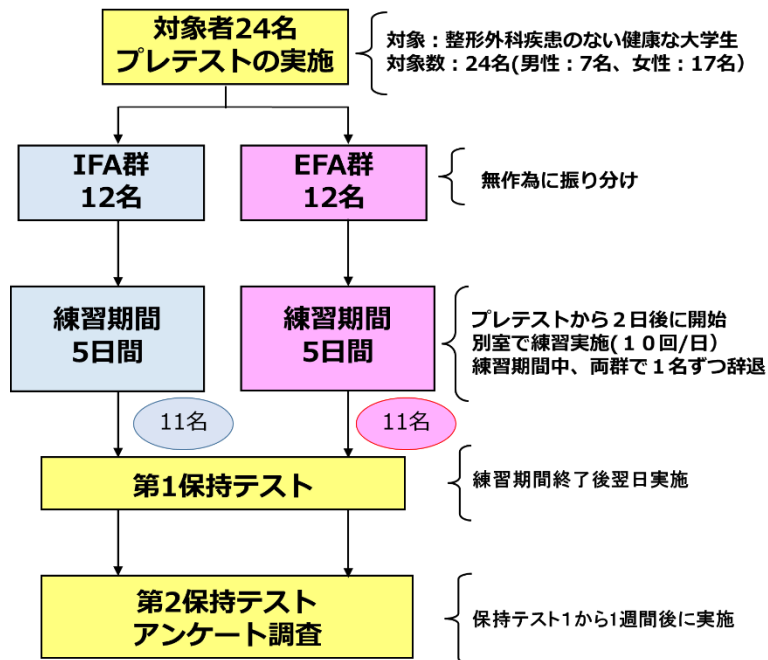 対象者24名
プレテストの実施
対象：整形外科疾患のない健康な大学生
対象数：24名(男性：7名、女性：17名）
IFA群
12名
EFA群
12名
無作為に振り分け
練習期間
5日間
練習期間
5日間
プレテストから２日後に開始
別室で練習実施(１０回/日）
練習期間中、両群で１名ずつ辞退
11名
11名
第1保持テスト
練習期間終了後翌日実施
第2保持テスト
アンケート調査
保持テスト1から1週間後に実施